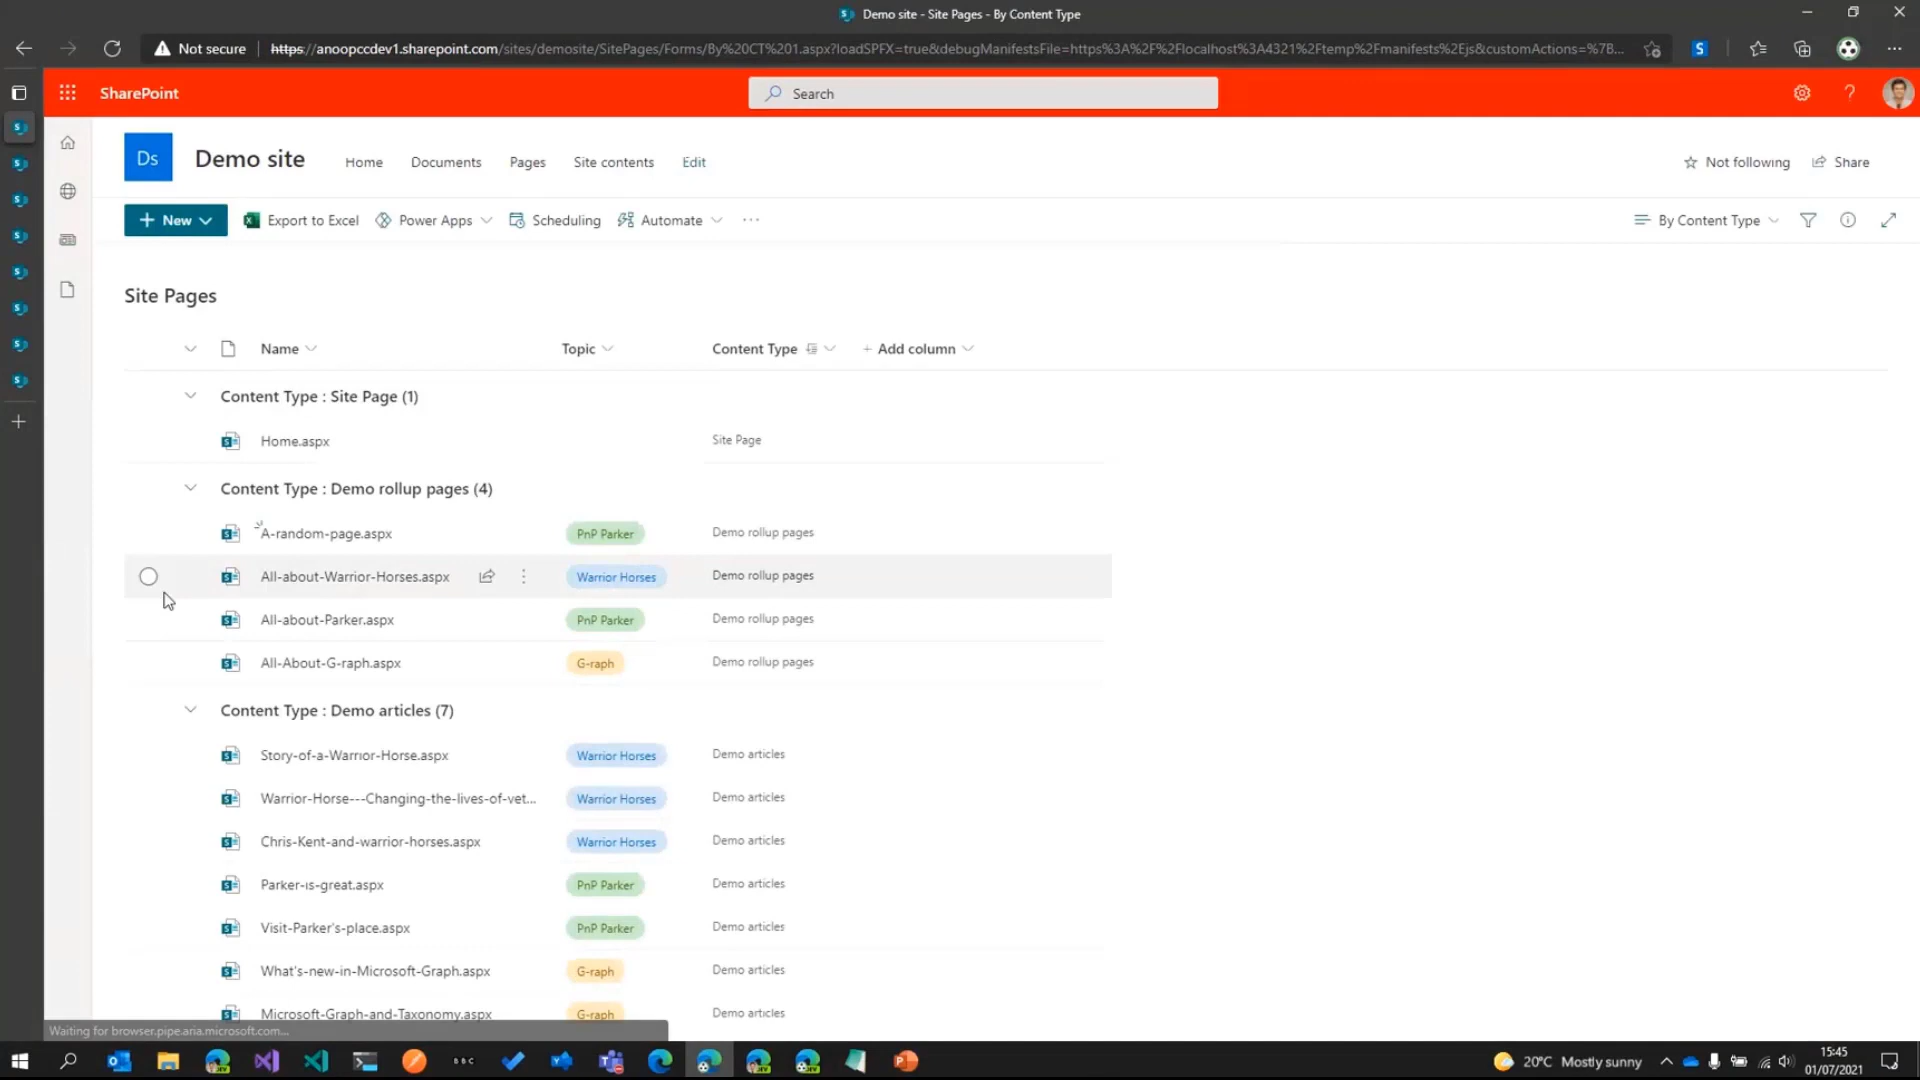 Demo site - Site Pages - By Content Type
Not secure https://anoopccdev1.sharepoint.com/sites/demosite/SitePages/Forms/By%20CT%201.aspx?loadSPFX=true&debugManifestsFile=https%3A%2F%2Flocalhost%3A4321%2Ftemp%2Fmanifests%2Ejs&customActions=%7B...
SharePoint
Search
Ds
Demo site
Home Documents Pages Site contents Edit
Not following Share
New Export to Excel Power Apps Scheduling Automate ...
By Content Type
Site Pages
Name Topic Content Type + Add column
Content Type : Site Page (1)
Home.aspx Site Page
Content Type : Demo rollup pages (4)
A-random-page.aspx PnP Parker Demo rollup pages
All-about-Warrior-Horses.aspx Warrior Horses Demo rollup pages
All-about-Parker.aspx PnP Parker Demo rollup pages
All-About-G-raph.aspx G-raph Demo rollup pages
Content Type : Demo articles (7)
Story-of-a-Warrior-Horse.aspx Warrior Horses Demo articles
Warrior-Horse---Changing-the-lives-of-vet... Warrior Horses Demo articles
Chris-Kent-and-warrior-horses.aspx Warrior Horses Demo articles
Parker-is-great.aspx PnP Parker Demo articles
Visit-Parker's-place.aspx PnP Parker Demo articles
What's-new-in-Microsoft-Graph.aspx G-raph Demo articles
Microsoft-Graph-and-Taxonomy.aspx G-raph Demo articles
Waiting for browser.pipe.aria.microsoft.com...
20°C Mostly sunny
15:45
01/07/2021